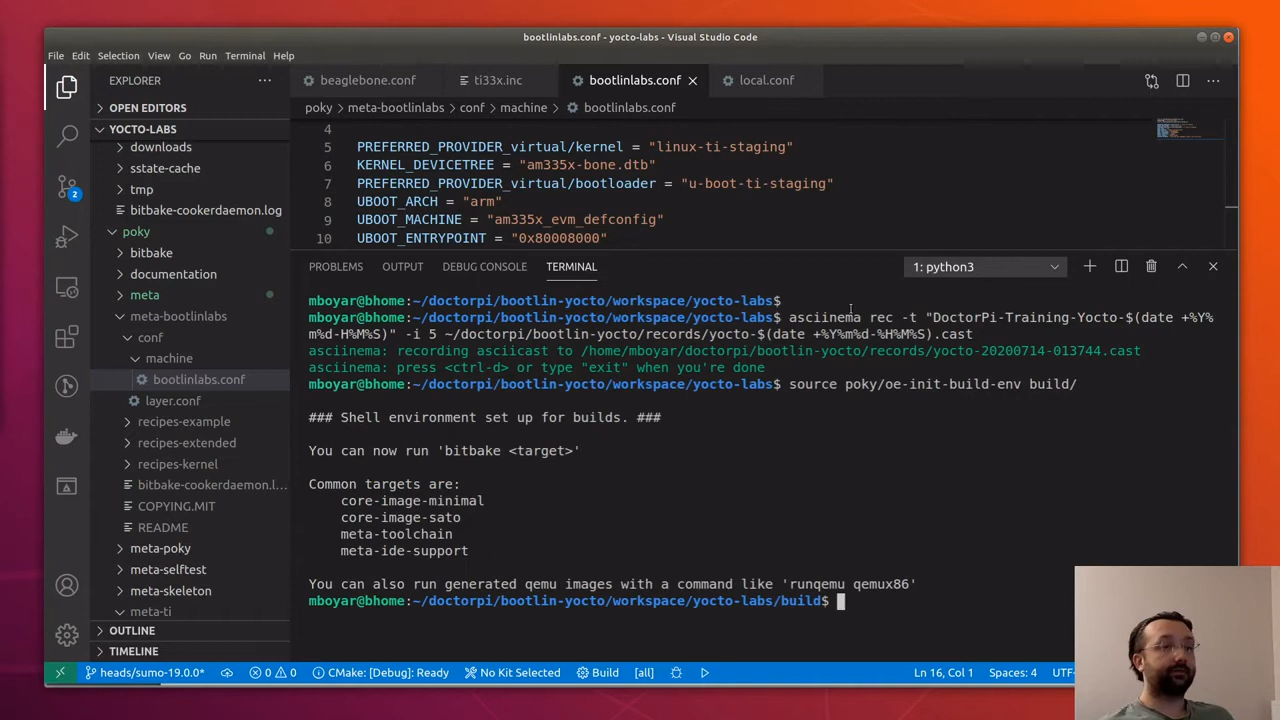 bootlinlabs.conf - yocto-labs - Visual Studio Code
File Edit Selection View Go Run Terminal Help
EXPLORER
beaglebone.conf
ti33x.inc
bootlinlabs.conf
local.conf
OPEN EDITORS
YOCTO-LABS
downloads
sstate-cache
tmp
bitbake-cookerdaemon.log
poky
bitbake
documentation
meta
meta-bootlinlabs
conf
machine
bootlinlabs.conf
layer.conf
recipes-example
recipes-extended
recipes-kernel
bitbake-cookerdaemon.l...
COPYING.MIT
README
meta-poky
meta-selftest
meta-skeleton
meta-ti
OUTLINE
TIMELINE
poky > meta-bootlinlabs > conf > machine > bootlinlabs.conf
4
5 PREFERRED_PROVIDER_virtual/kernel = "linux-ti-staging"
6 KERNEL_DEVICETREE = "am335x-bone.dtb"
7 PREFERRED_PROVIDER_virtual/bootloader = "u-boot-ti-staging"
8 UBOOT_ARCH = "arm"
9 UBOOT_MACHINE = "am335x_evm_defconfig"
10 UBOOT_ENTRYPOINT = "0x80008000"
PROBLEMS OUTPUT DEBUG CONSOLE TERMINAL
1: python3
mboyar@bhome:~/doctorpi/bootlin-yocto/workspace/yocto-labs$
mboyar@bhome:~/doctorpi/bootlin-yocto/workspace/yocto-labs$ asciinema rec -t "DoctorPi-Training-Yocto-$(date +%Y%
m%d-H%M%S)" -i 5 ~/doctorpi/bootlin-yocto/records/yocto-$(date +%Y%m%d-%H%M%S).cast
asciinema: recording asciicast to /home/mboyar/doctorpi/bootlin-yocto/records/yocto-20200714-013744.cast
asciinema: press <ctrl-d> or type "exit" when you're done
mboyar@bhome:~/doctorpi/bootlin-yocto/workspace/yocto-labs$ source poky/oe-init-build-env build/
### Shell environment set up for builds. ###
You can now run 'bitbake <target>'
Common targets are:
core-image-minimal
core-image-sato
meta-toolchain
meta-ide-support
You can also run generated qemu images with a command like 'runqemu qemux86'
mboyar@bhome:~/doctorpi/bootlin-yocto/workspace/yocto-labs/build$
2
heads/sumo-19.0.0* 0 0 CMake: [Debug]: Ready No Kit Selected Build [all] Ln 16, Col 1 Spaces: 4 UTF-